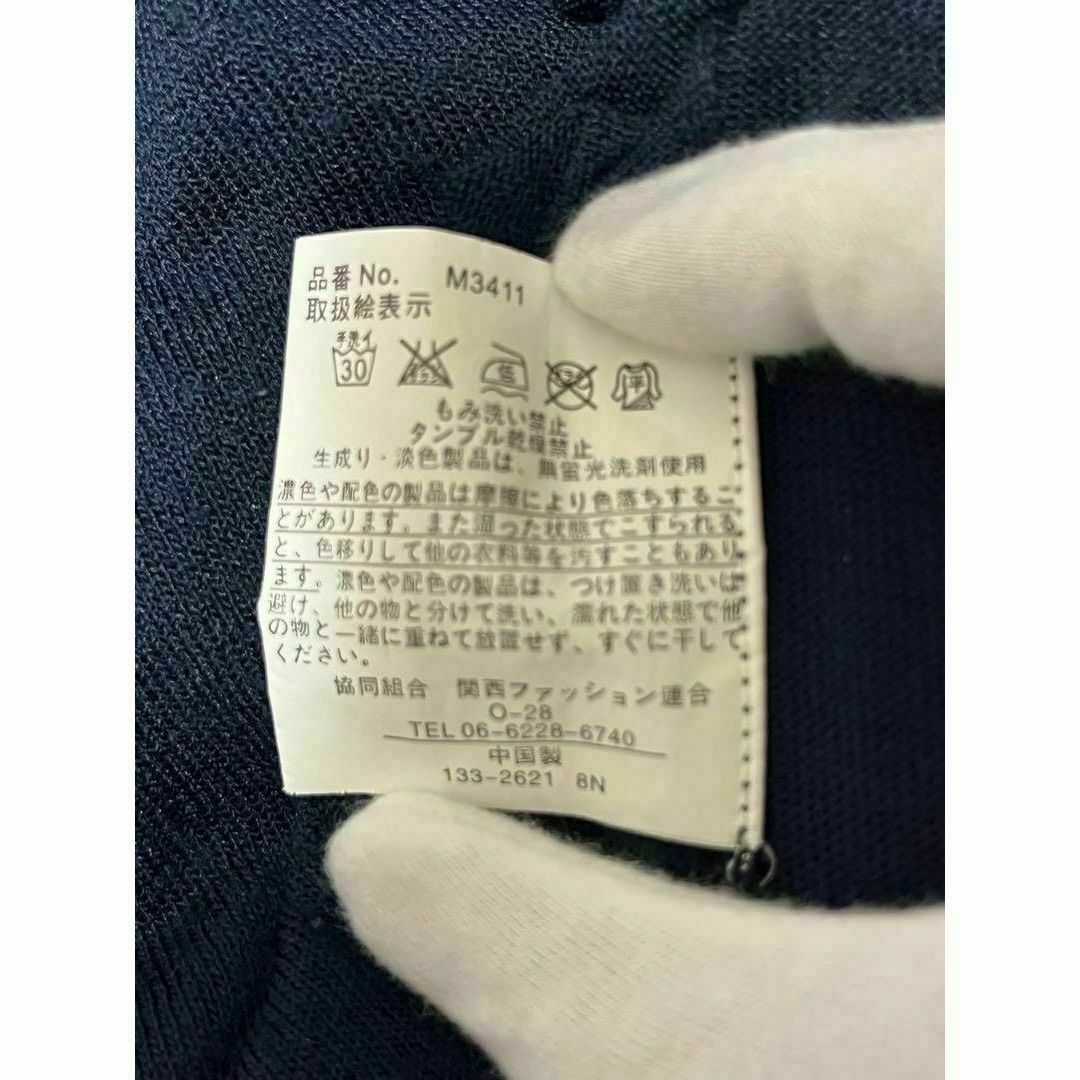 品番No. M3411
取扱絵表示
手洗イ
30
低
平
もみ洗い禁止
タンブル乾燥禁止
生成り・淡色製品は、無蛍光洗剤使用
濃色や配色の製品は摩擦により色落ちするこ
とがあります。また湿った状態でこすられる
と、色移りして他の衣料等を汚すこともあり
ます。濃色や配色の製品は、つけ置き洗いは
避け、他の物と分けて洗い、濡れた状態で他
の物と一緒に重ねて放置せず、すぐに干して
ください。
協同組合 関西ファッション連合
O-28
TEL 06-6228-6740
中国製
133-2621 8N